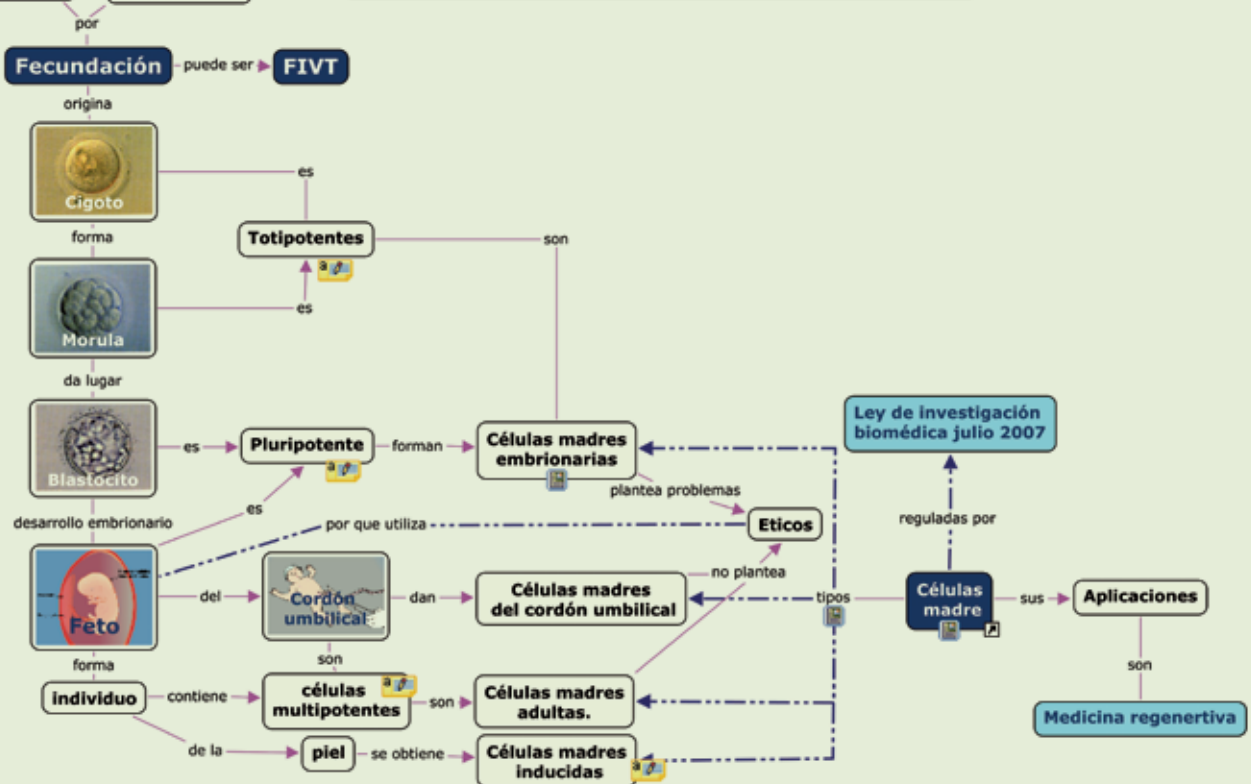 por
Fecundación
puede ser
FIVT
origina
Cigoto
es
forma
Totipotentes
son
Morula
es
da lugar
Ley de investigación
biomédica julio 2007
Blastocito
es
Pluripotente
forman
Células madres
embrionarias
plantea problemas
desarrollo embrionario
es
por que utiliza
Eticos
reguladas por
Feto
del
Cordón
umbilical
dan
Células madres
del cordón umbilical
no plantea
tipos
Células
madre
sus
Aplicaciones
forma
son
son
individuo
contiene
células
multipotentes
a
son
Células madres
adultas.
Medicina regenertiva
de la
piel
se obtiene
Células madres
inducidas
a
a
a